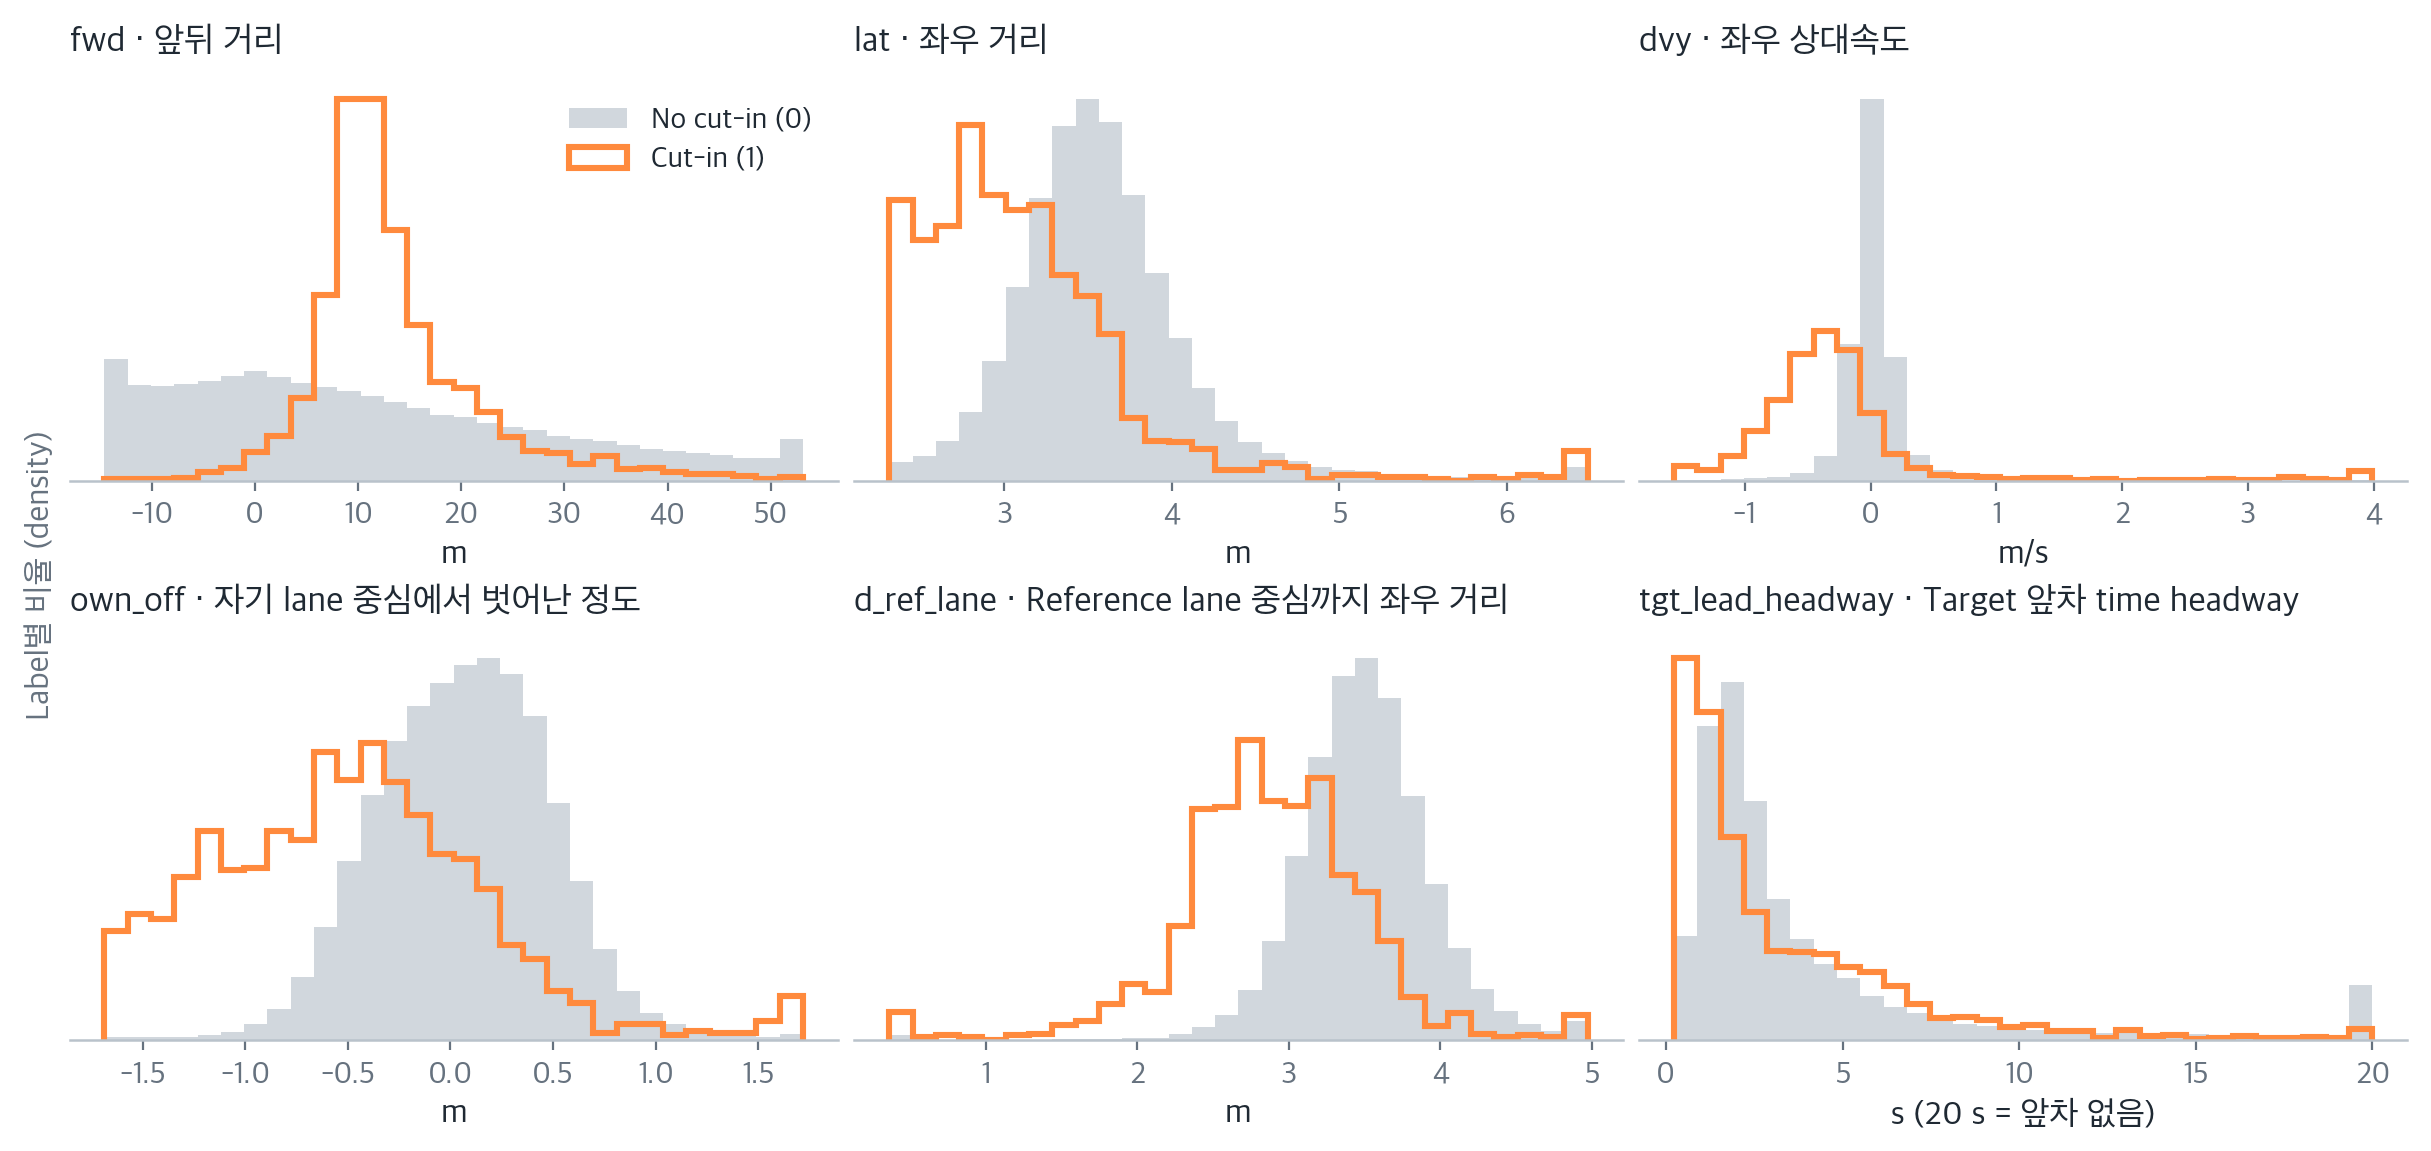 fwd · 앞뒤 거리
No cut-in (0)
Cut-in (1)
-10 0 10 20 30 40 50
m
lat · 좌우 거리
3 4 5 6
m
dvy · 좌우 상대속도
-1 0 1 2 3 4
m/s
Label별 비율 (density)
own_off · 자기 lane 중심에서 벗어난 정도
-1.5 -1.0 -0.5 0.0 0.5 1.0 1.5
m
d_ref_lane · Reference lane 중심까지 좌우 거리
1 2 3 4 5
m
tgt_lead_headway · Target 앞차 time headway
0 5 10 15 20
s (20 s = 앞차 없음)